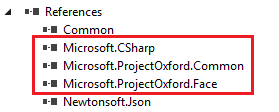 References
Common
Microsoft.CSharp
Microsoft.ProjectOxford.Common
Microsoft.ProjectOxford.Face
Newtonsoft.Json